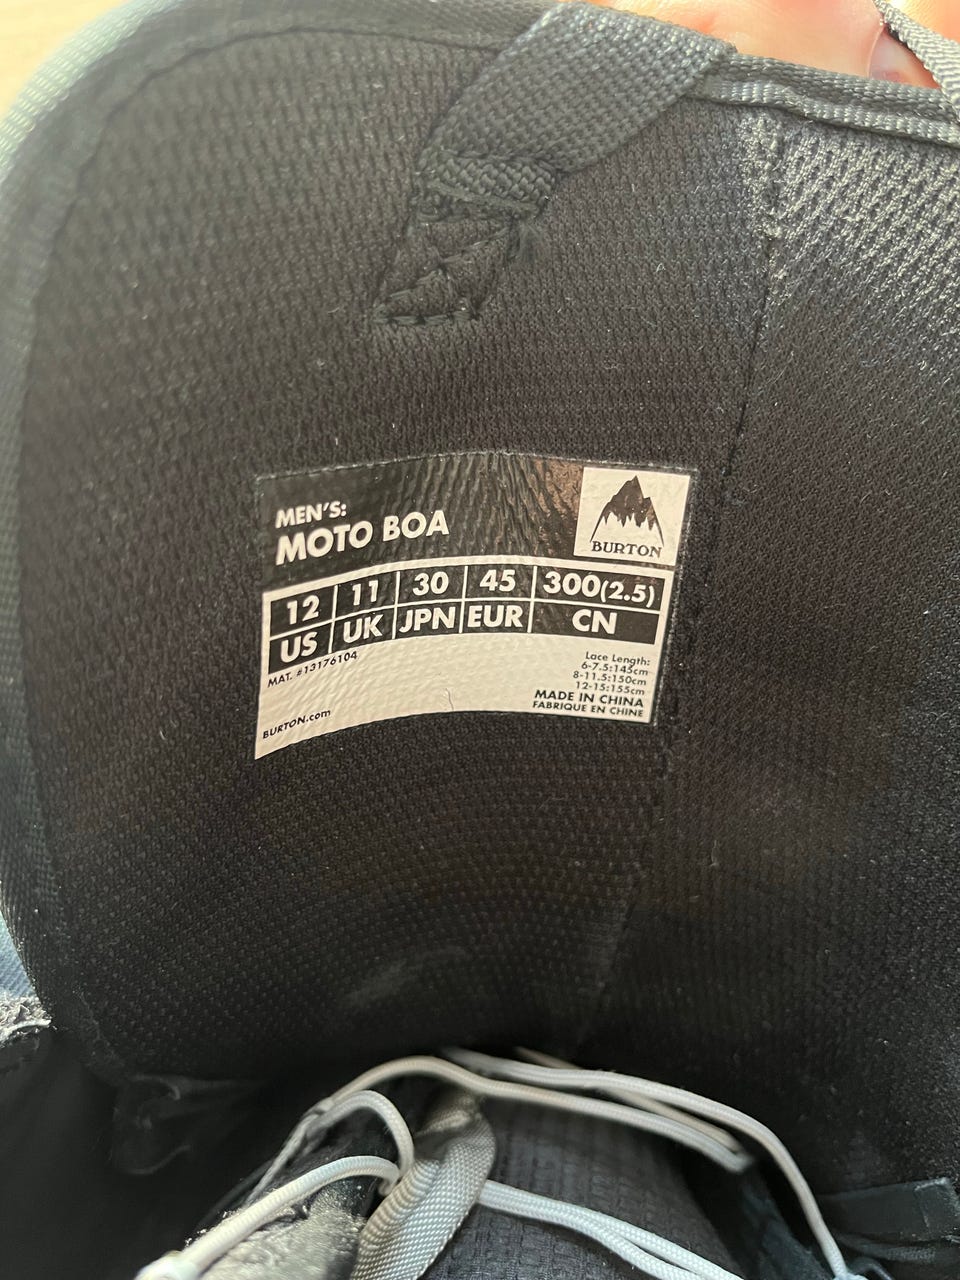 MEN'S:
MOTO BOA
BURTON
12 11 30 45 300(2.5)
US UK JPN EUR CN
MAT. #13176104
Lace Length:
6-7.5:145cm
8-11.5:150cm
12-15:155cm
MADE IN CHINA
FABRIQUE EN CHINE
BURTON.com